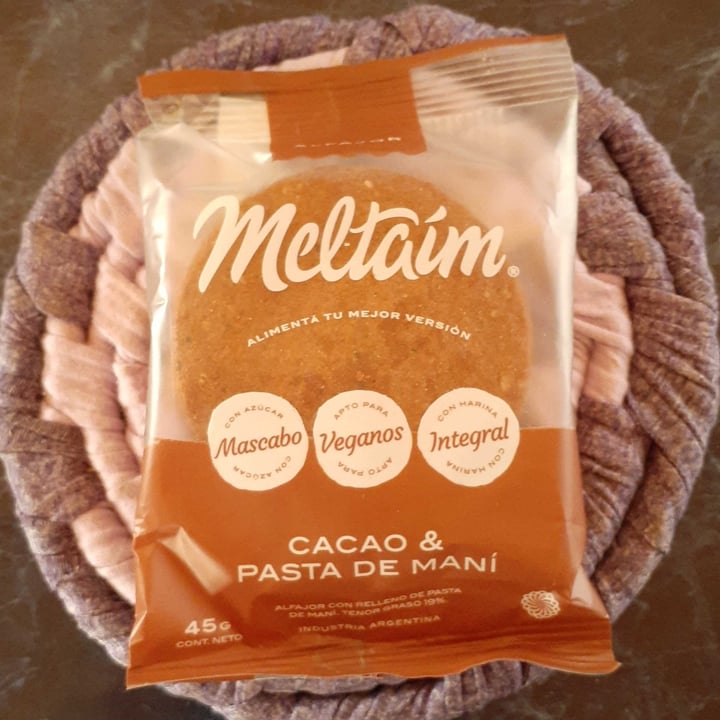 ALFAJOR
Meltaím®
ALIMENTÁ TU MEJOR VERSIÓN
CON AZÚCAR
Mascabo
CON AZÚCAR
APTO PARA
Veganos
APTO PARA
CON HARINA
Integral
CON HARINA
CACAO &
PASTA DE MANÍ
ALFAJOR CON RELLENO DE PASTA
DE MANÍ. TENOR GRASO 19%.
INDUSTRIA ARGENTINA
45G
CONT. NETO